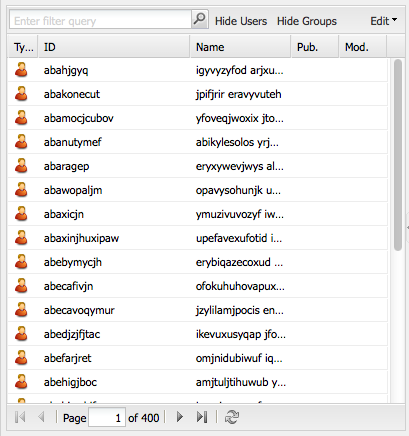 Enter filter query Hide Users Hide Groups Edit
Ty... ID Name Pub. Mod.
abahjgyq igyvyzyfod arjxu...
abakonecut jpifjrir eravyvuteh
abamocjcubov yfoveqjwoxix jto...
abanutymef abikylesolos yrj...
abaragep eryxywevjwys al...
abawopaljm opavysohunjk u...
abaxicjn ymuzivuvozyf iw...
abaxinjhuxipaw upefavexufotid i...
abebymycjh erybiqazecoxud ...
abecafivjn ofokuhuhovapux...
abecavoqymur jzylilamjpocis en...
abedjzjfjtac ikevuxusyqap jfo...
abefarjret omjnidubiwuf iq...
abehigjboc amjtuljtihuwub y...
Page 1 of 400